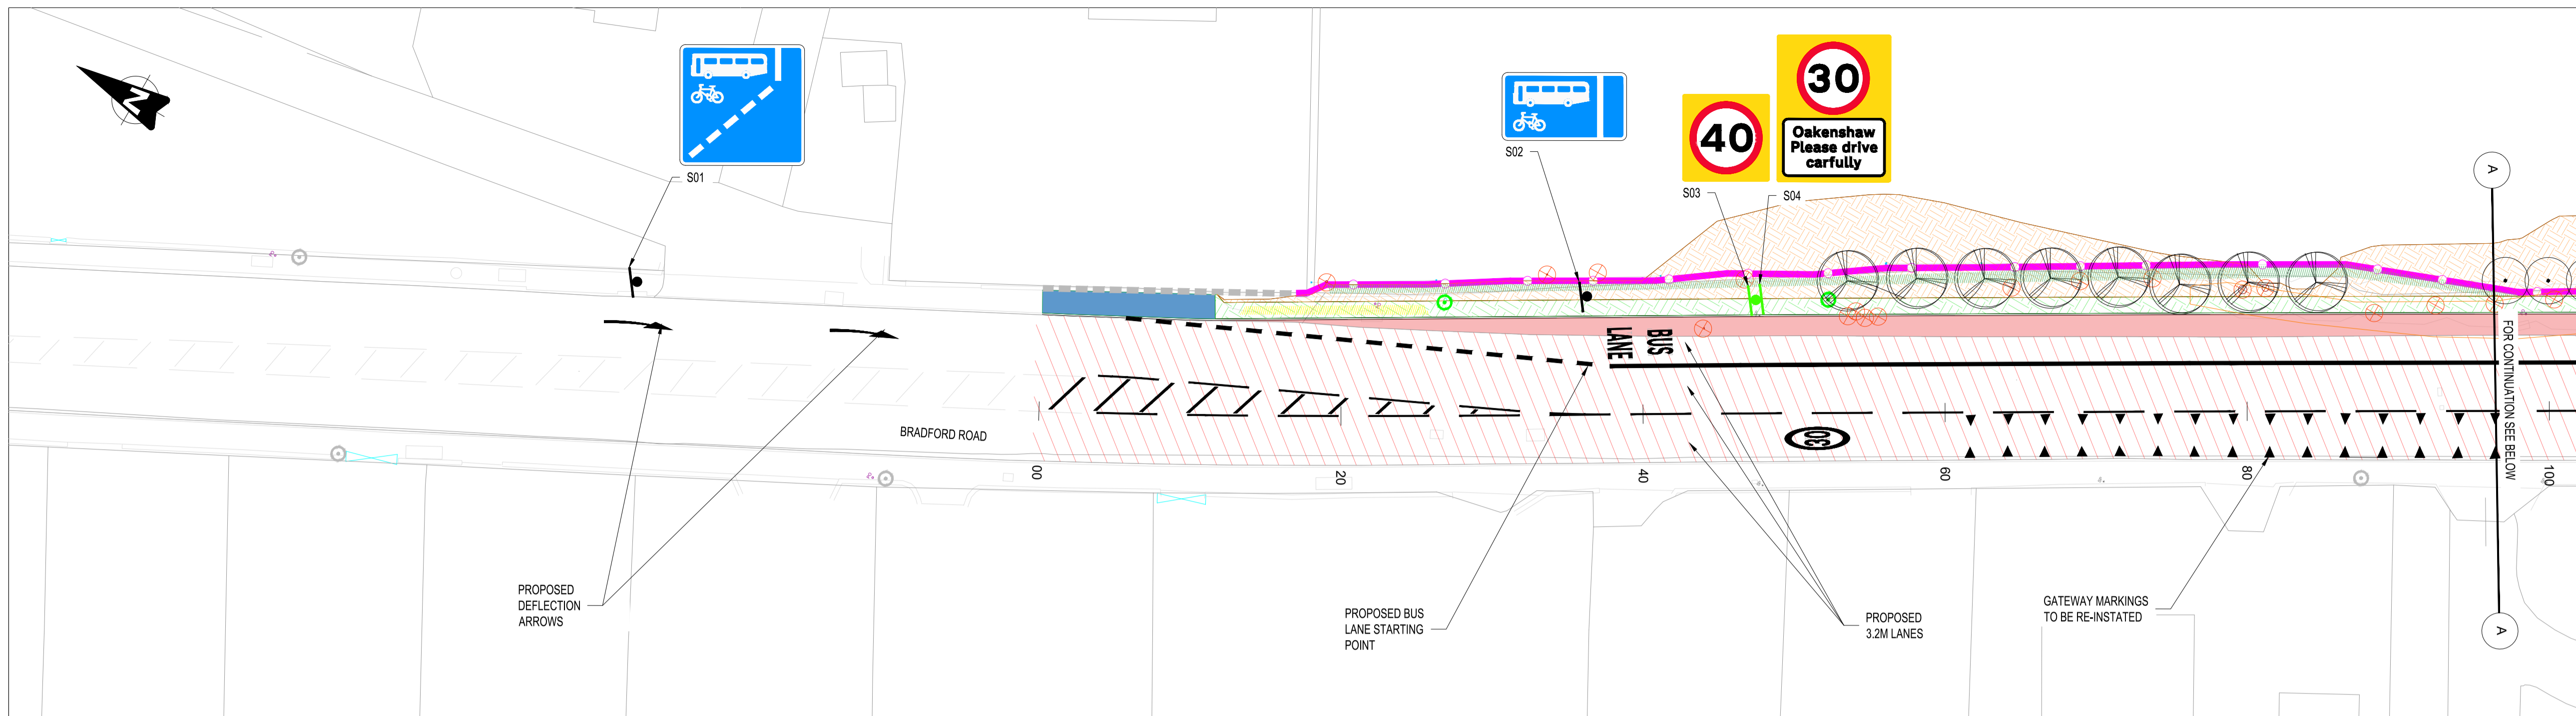 N
S01
S02
40
30
Oakenshaw
Please drive
carfully
S03
S04
A
BUS
LANE
30
BRADFORD ROAD
00
20
40
60
80
100
FOR CONTINUATION SEE BELOW
PROPOSED
DEFLECTION
ARROWS
PROPOSED BUS
LANE STARTING
POINT
PROPOSED
3.2M LANES
GATEWAY MARKINGS
TO BE RE-INSTATED
A